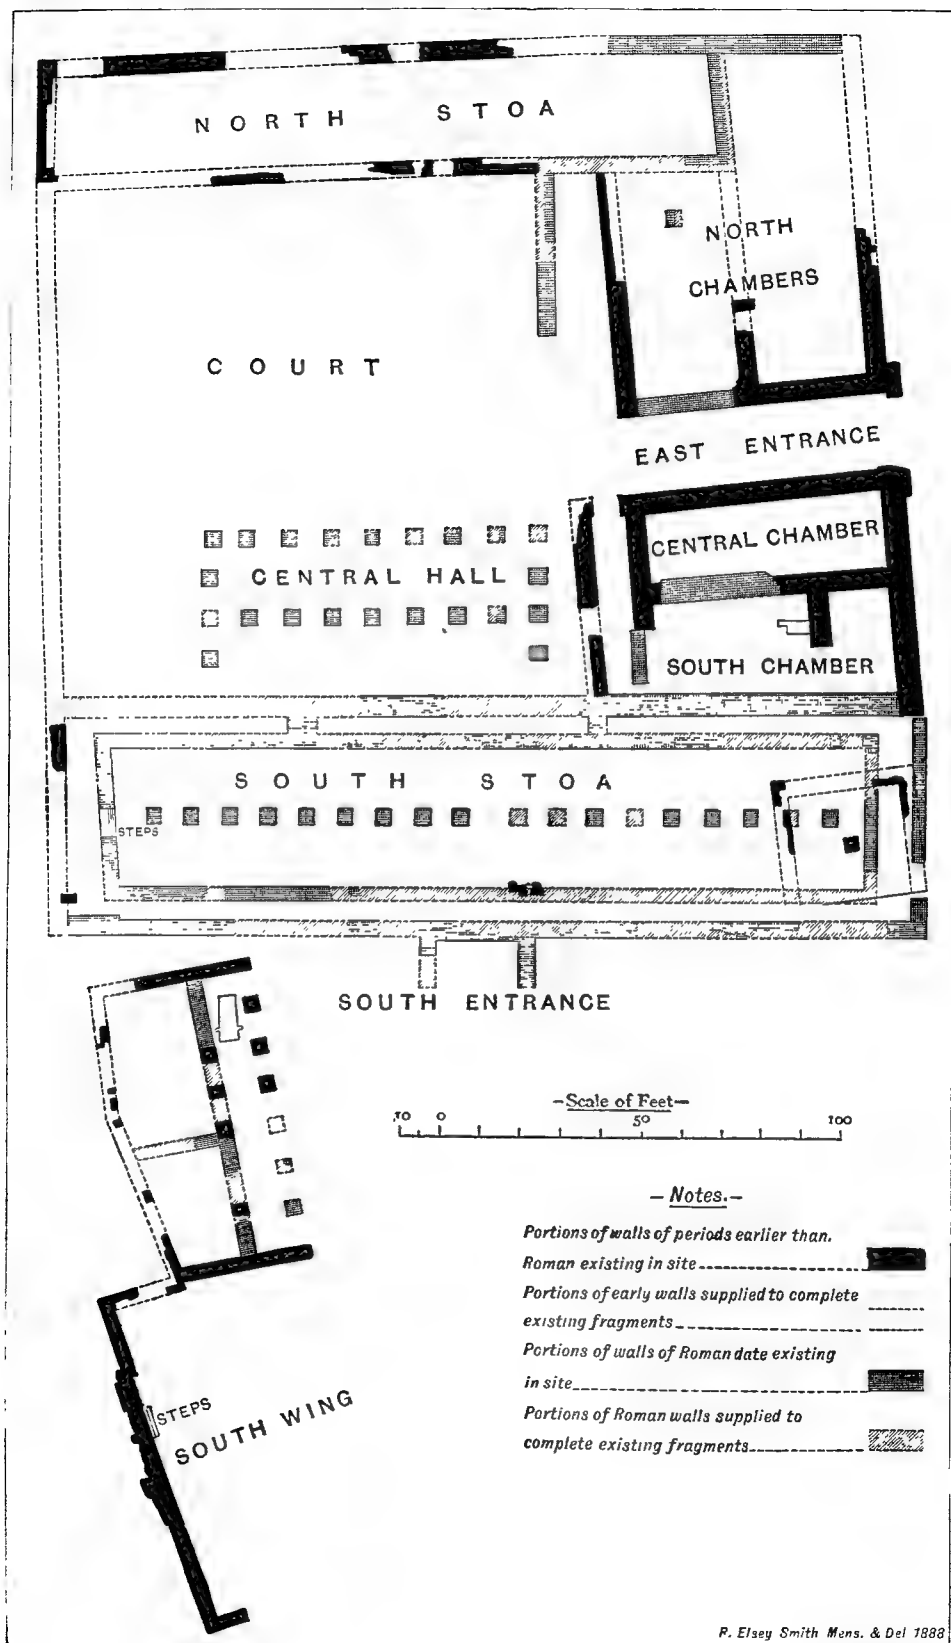 NORTH STOA
NORTH
CHAMBERS
COURT
EAST ENTRANCE
CENTRAL CHAMBER
CENTRAL HALL
SOUTH CHAMBER
SOUTH STOA
STEPS
SOUTH ENTRANCE
-Scale of Feet-
10 0 50 100
- Notes.-
Portions of walls of periods earlier than.
Roman existing in site
Portions of early walls supplied to complete
existing fragments
Portions of walls of Roman date existing
in site
Portions of Roman walls supplied to
complete existing fragments
STEPS
SOUTH WING
R. Elsey Smith Mens. & Del 1888